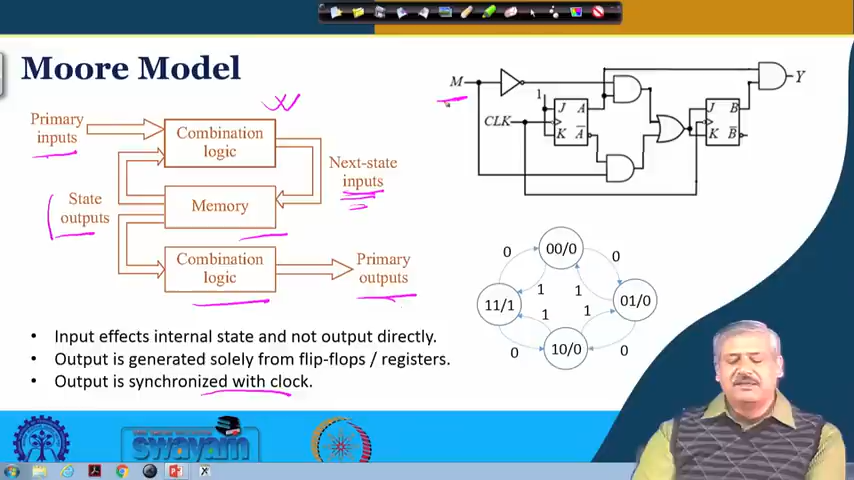 Moore Model
Primary
inputs
Combination
logic
Next-state
inputs
State
outputs
Memory
Combination
logic
Primary
outputs
M
1
J A
K A̅
CLK
J B
K B̅
Y
00/0
0
0
1
1
11/1
01/0
1
1
10/0
0
0
• Input effects internal state and not output directly.
• Output is generated solely from flip-flops / registers.
• Output is synchronized with clock.
swayam